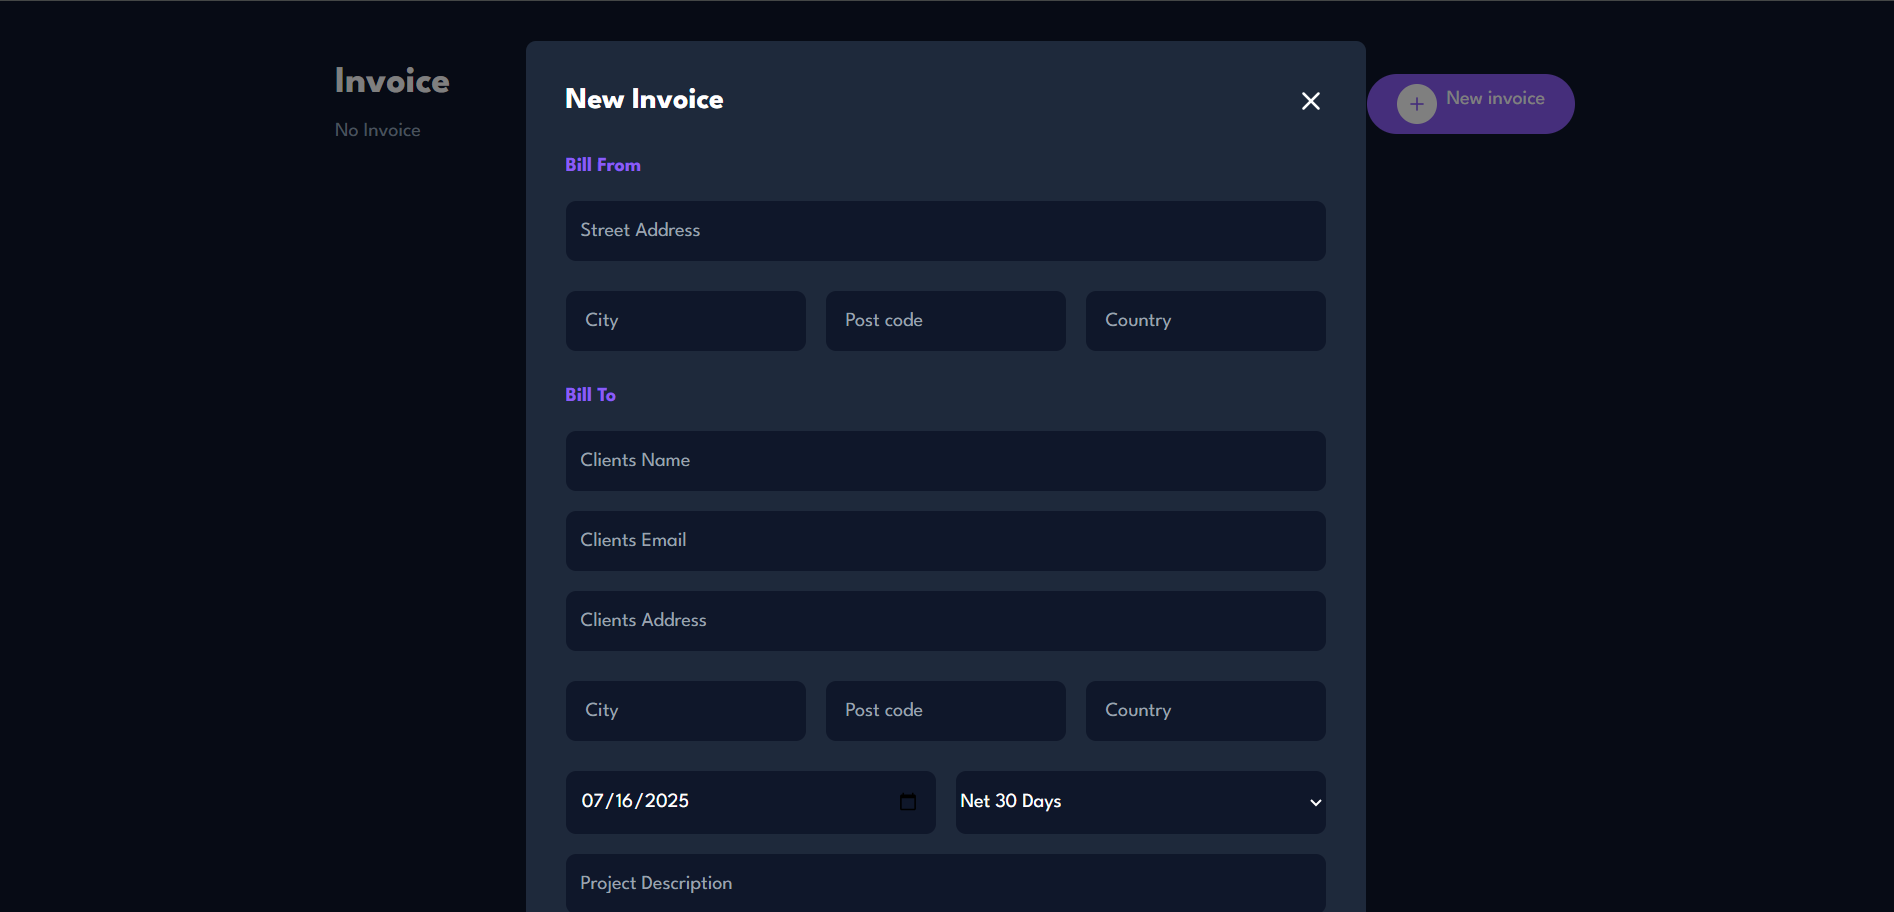 Invoice
No Invoice
New invoice
New Invoice
Bill From
Street Address
City
Post code
Country
Bill To
Clients Name
Clients Email
Clients Address
City
Post code
Country
07/16/2025
Net 30 Days
Project Description